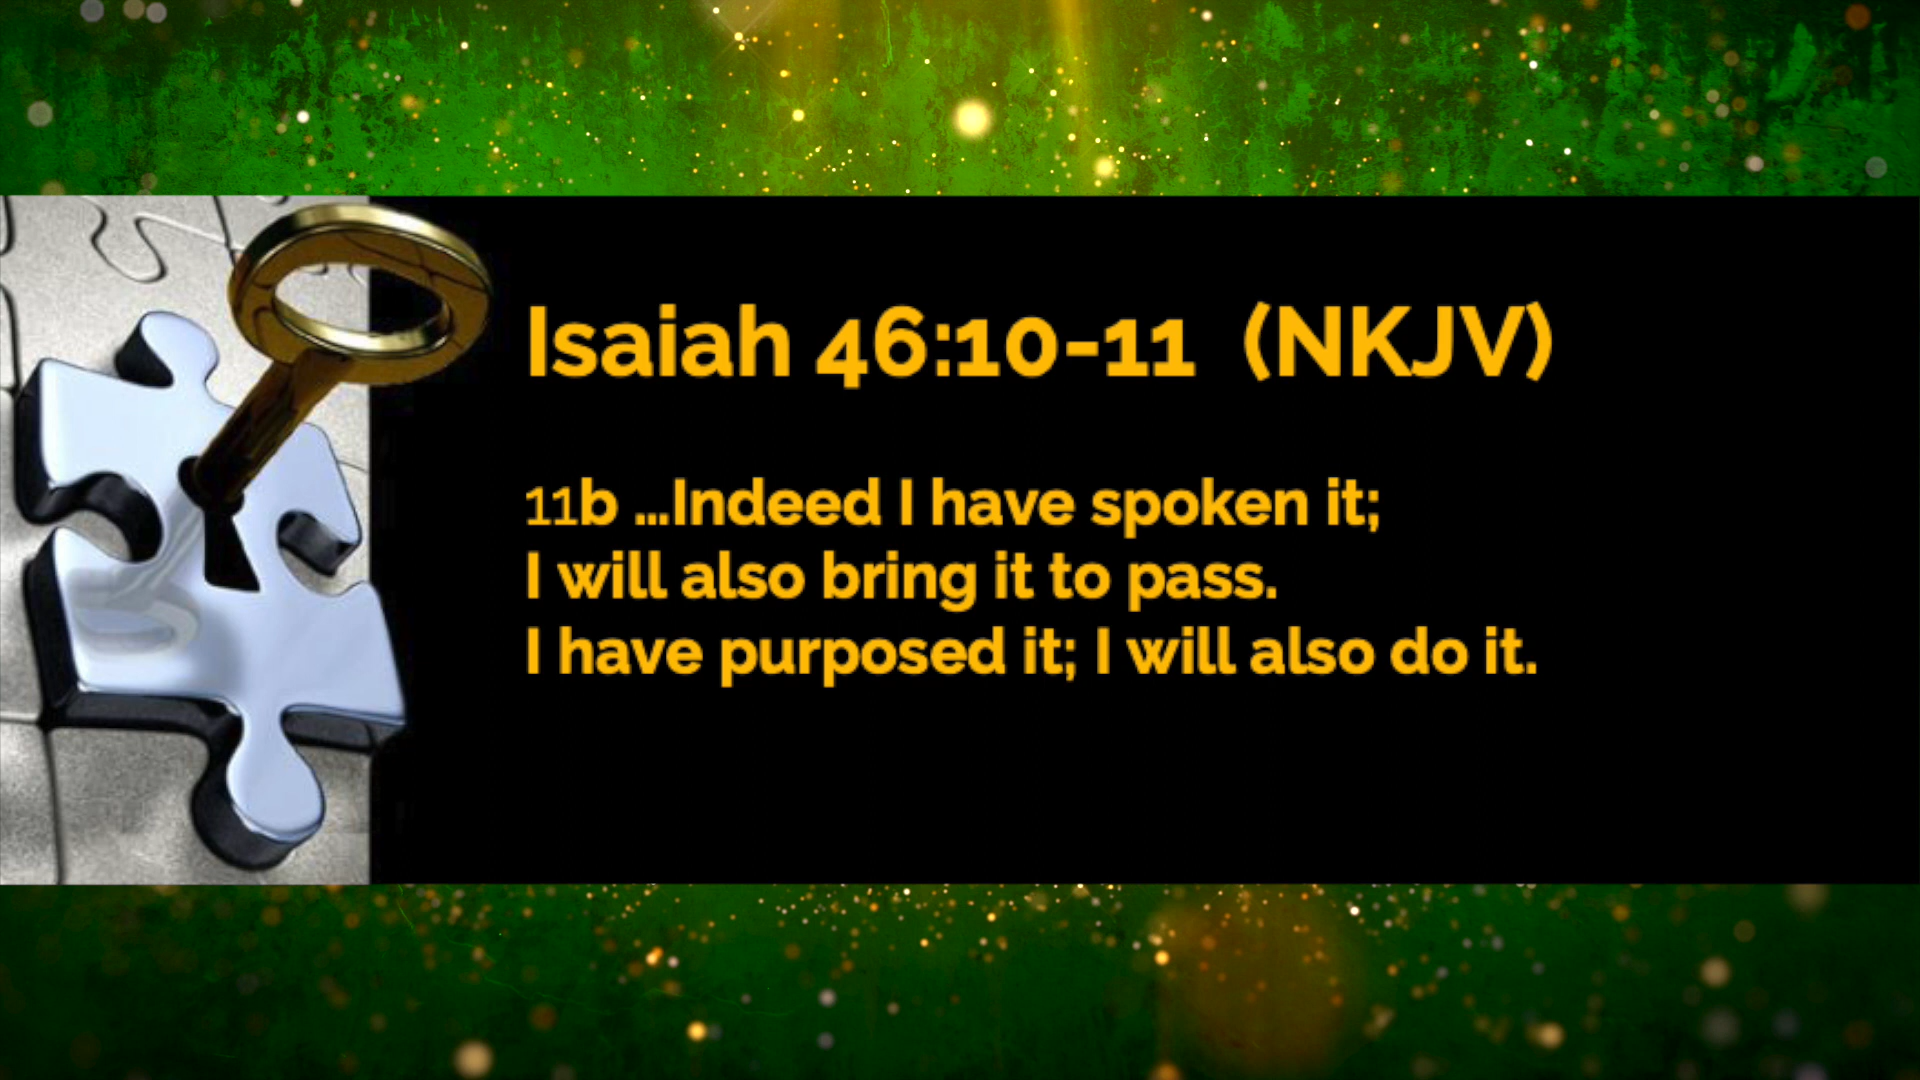 Isaiah 46:10-11 (NKJV)
11b ...Indeed I have spoken it;
I will also bring it to pass.
I have purposed it; I will also do it.